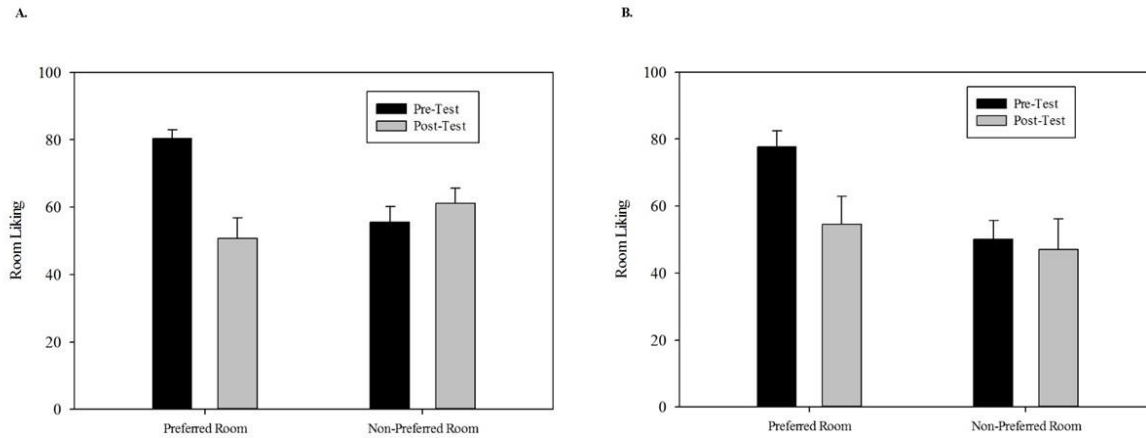 A.
Room Liking
100
80
60
40
20
0
Pre-Test
Post-Test
Preferred Room
Non-Preferred Room
B.
Room Liking
100
80
60
40
20
0
Pre-Test
Post-Test
Preferred Room
Non-Preferred Room